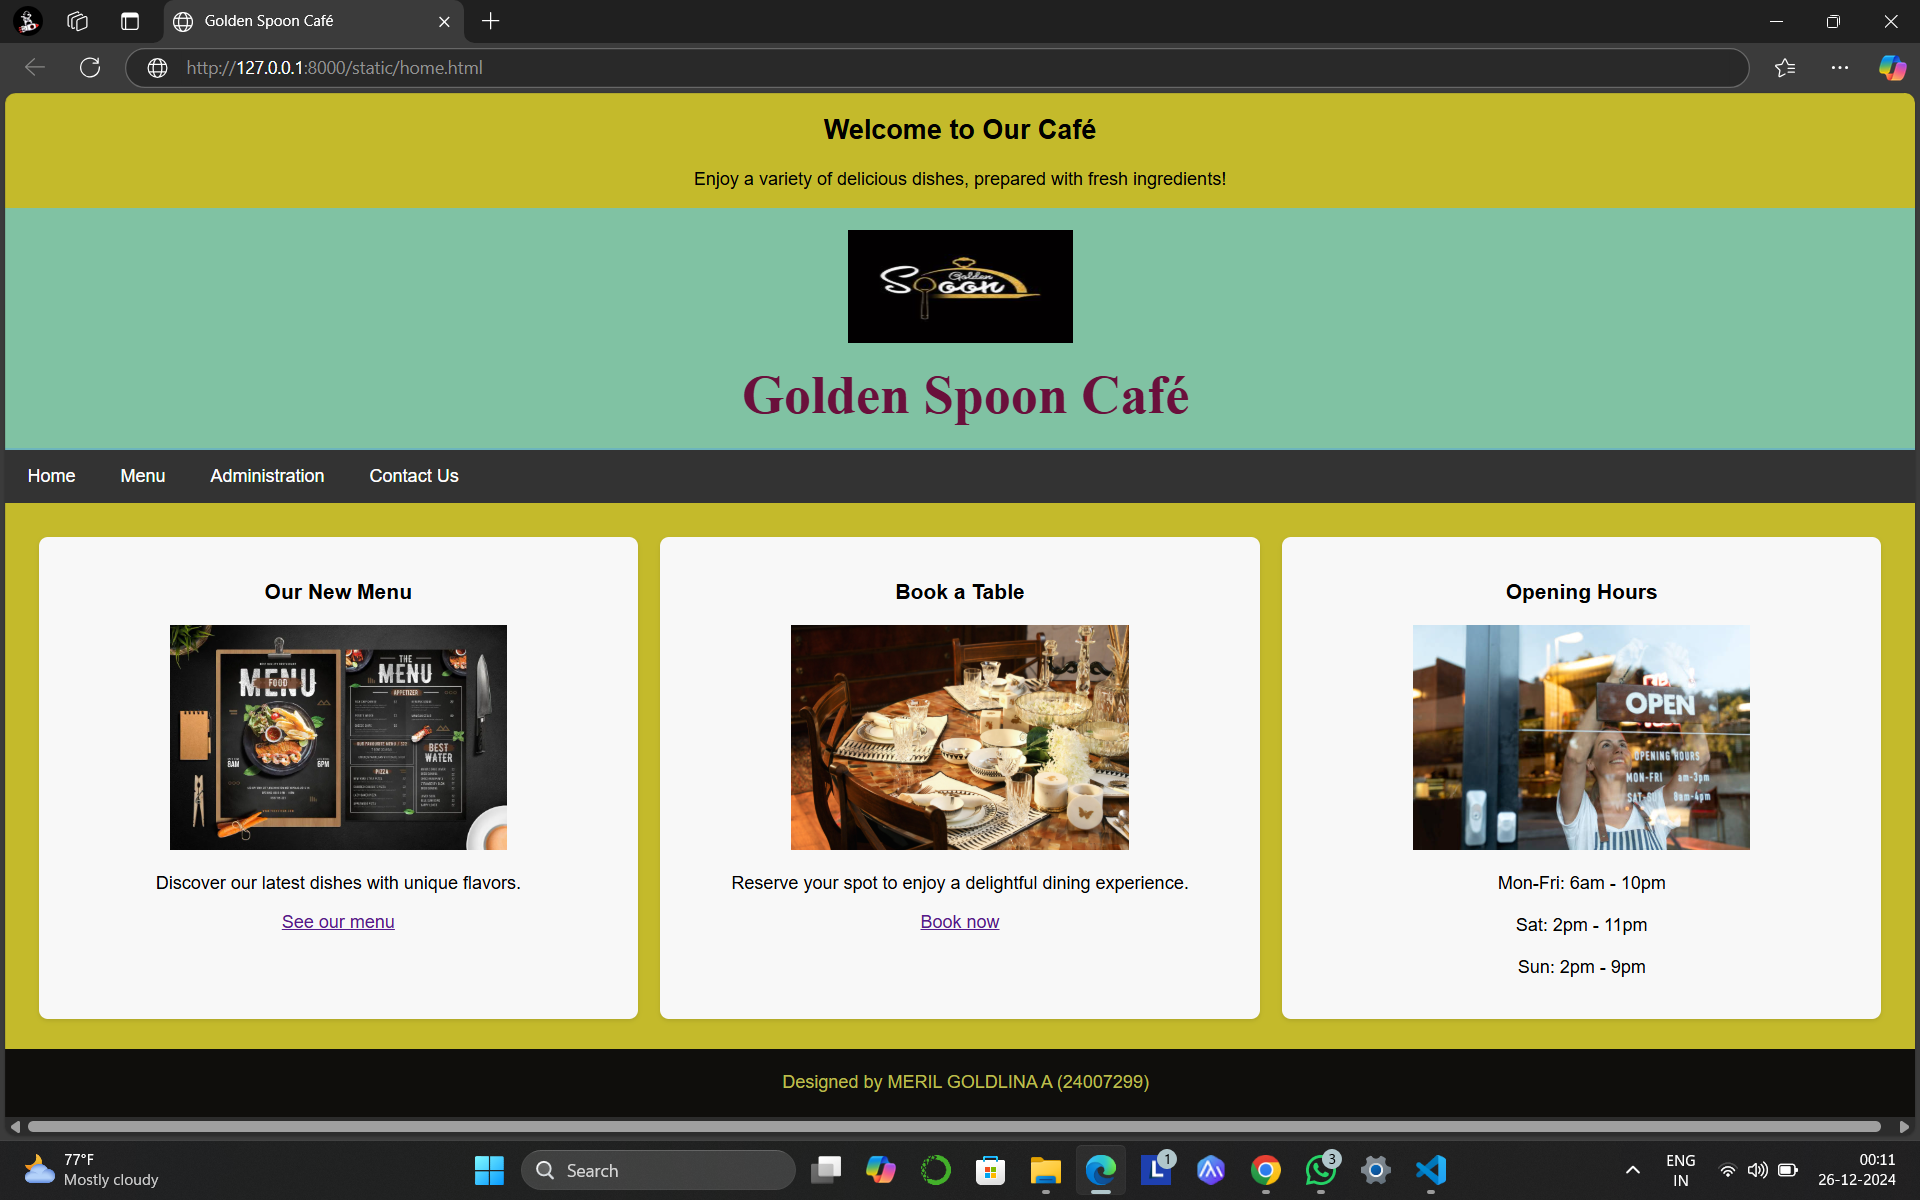 Golden Spoon Café
http://127.0.0.1:8000/static/home.html
Welcome to Our Café
Enjoy a variety of delicious dishes, prepared with fresh ingredients!
Golden
Spoon
Golden Spoon Café
Home Menu Administration Contact Us
Our New Menu
MENU
FOOD
8AM
6PM
THE
MENU
APPETIZER
PIZZA
BEST
WATER
Discover our latest dishes with unique flavors.
See our menu
Book a Table
Reserve your spot to enjoy a delightful dining experience.
Book now
Opening Hours
OPEN
OPENING HOURS
MON-FRI am-3pm
8am-4pm
Mon-Fri: 6am - 10pm
Sat: 2pm - 11pm
Sun: 2pm - 9pm
Designed by MERIL GOLDLINA A (24007299)
77°F
Mostly cloudy
Search
L
1
3
ENG
IN
00:11
26-12-2024